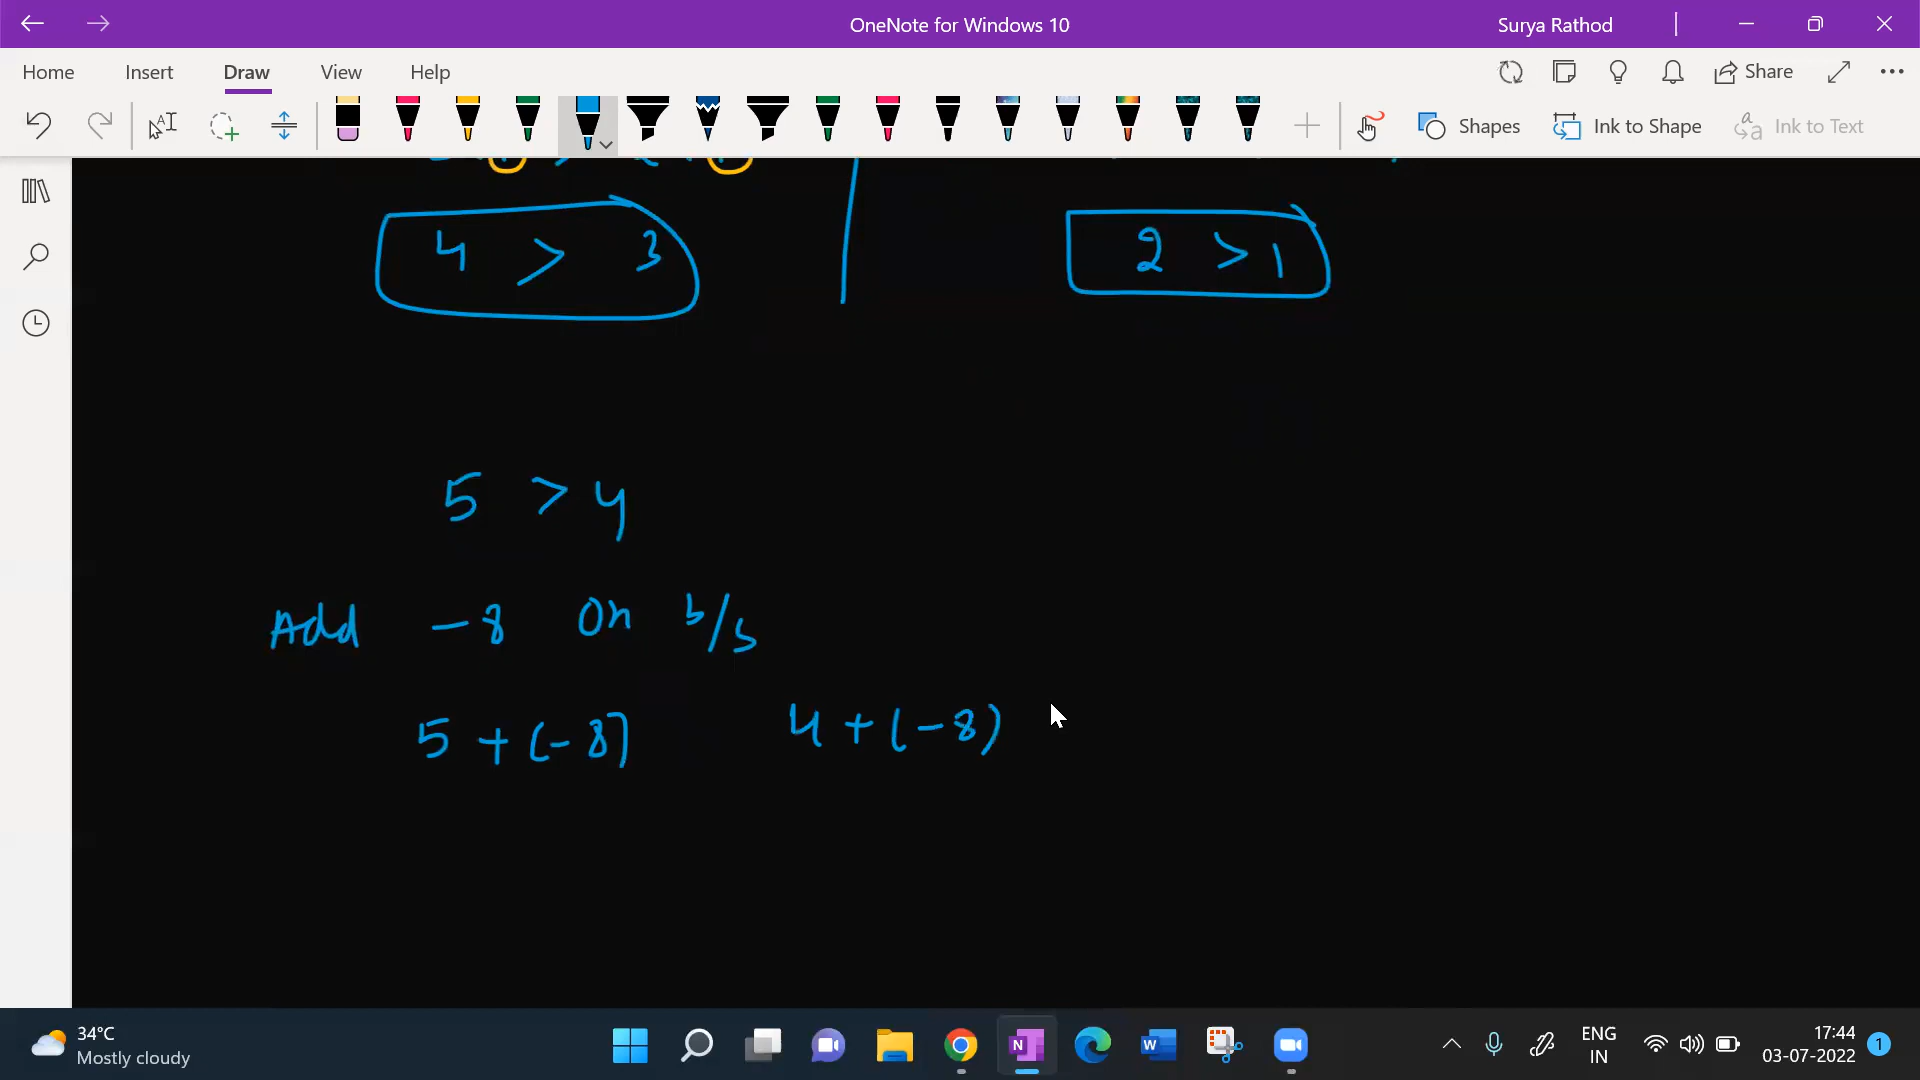 OneNote for Windows 10
Surya Rathod
Home Insert Draw View Help
Share
Shapes Ink to Shape Ink to Text
4 > 3
2 > 1
5 > 4
Add -8 On b/s
5 + (-8) 4 + (-8)
34°C
Mostly cloudy
ENG
IN
17:44
03-07-2022
1